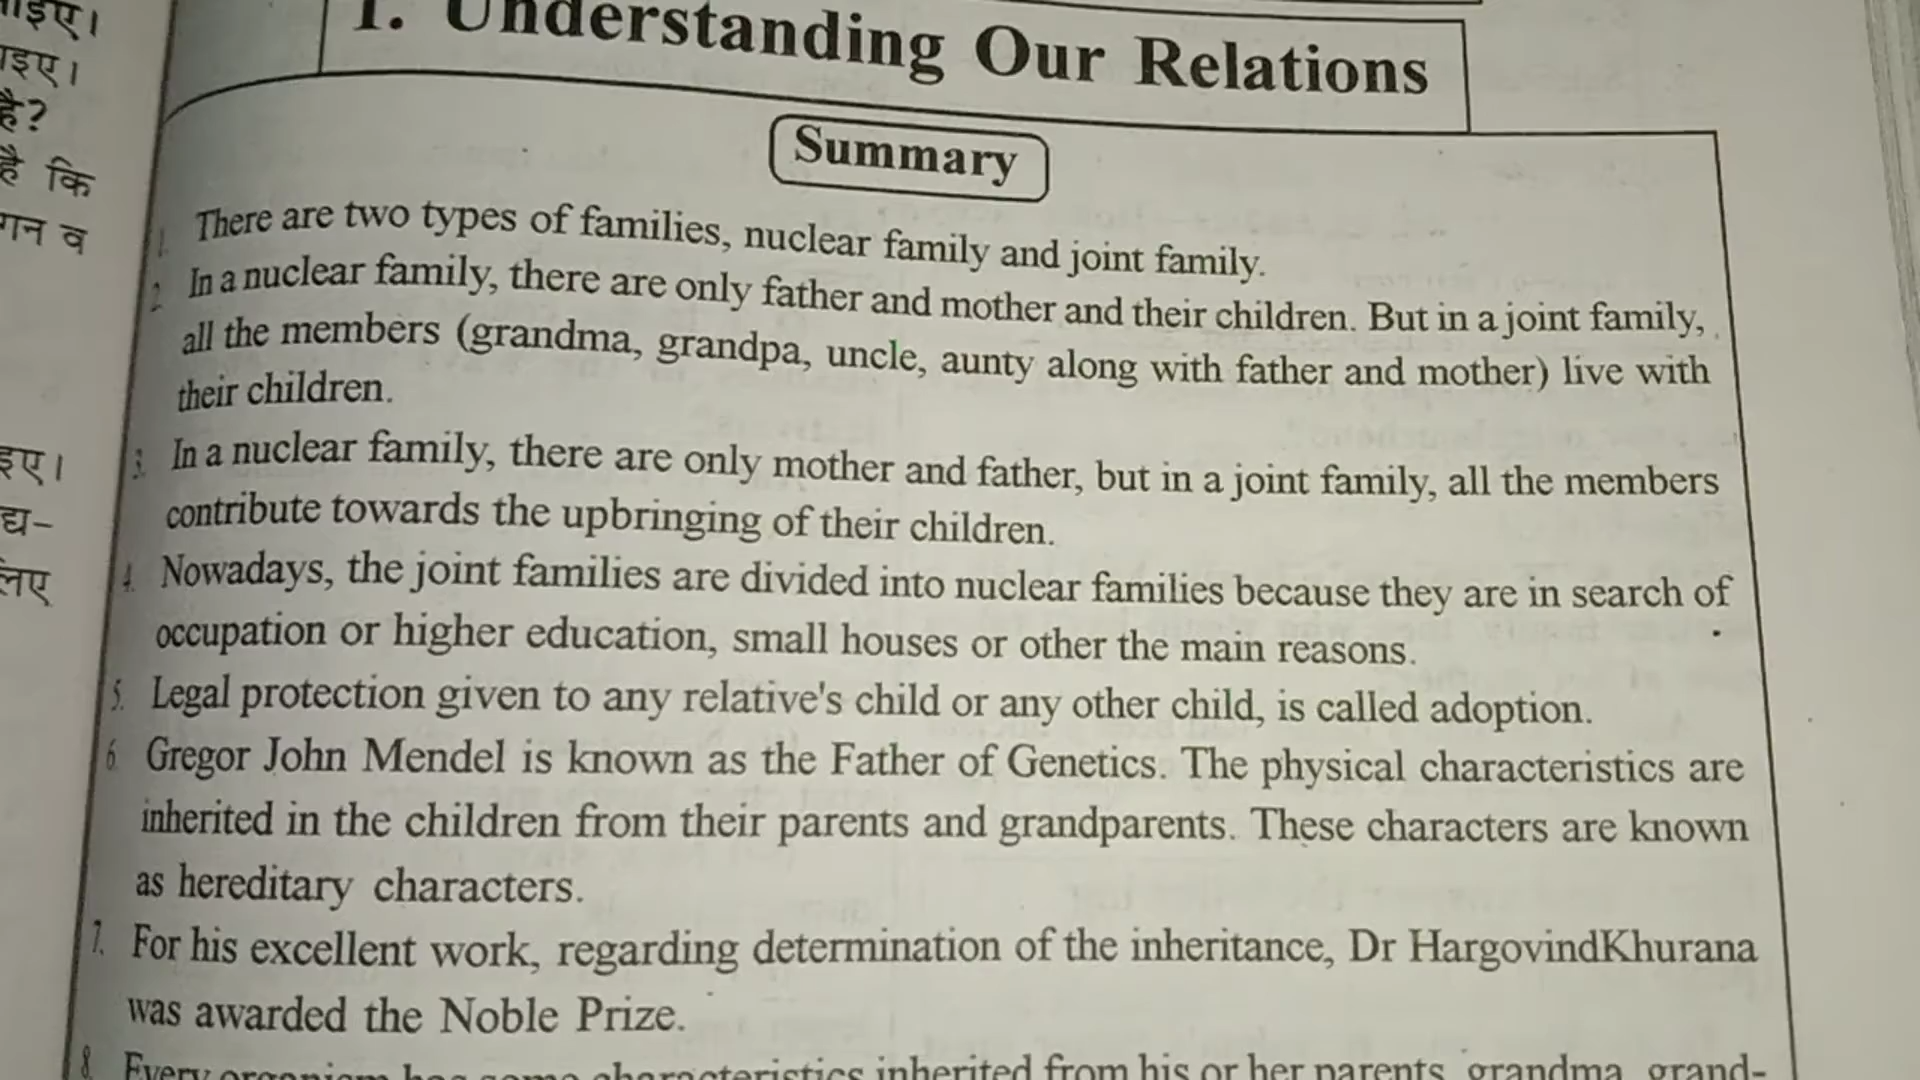 ाइए।
ाइए।
है?
है कि
गन व
इए।
द्य-
लिए
1. Understanding Our Relations
Summary
1. There are two types of families, nuclear family and joint family.
2. In a nuclear family, there are only father and mother and their children. But in a joint family,
all the members (grandma, grandpa, uncle, aunty along with father and mother) live with
their children.
3. In a nuclear family, there are only mother and father, but in a joint family, all the members
contribute towards the upbringing of their children.
4. Nowadays, the joint families are divided into nuclear families because they are in search of
occupation or higher education, small houses or other the main reasons.
5. Legal protection given to any relative's child or any other child, is called adoption.
6 Gregor John Mendel is known as the Father of Genetics. The physical characteristics are
inherited in the children from their parents and grandparents. These characters are known
as hereditary characters.
7. For his excellent work, regarding determination of the inheritance, Dr HargovindKhurana
was awarded the Noble Prize.
8. Every organism has some characteristics inherited from his or her parents, grandma, grand-